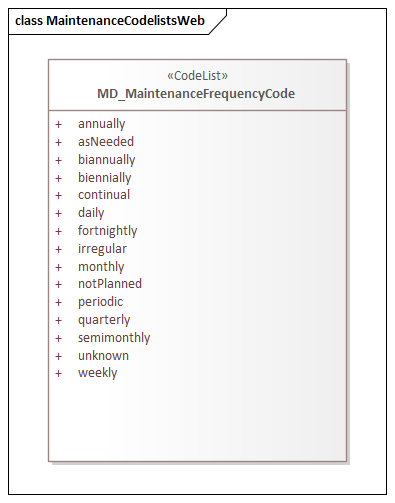 class MaintenanceCodelistsWeb
«CodeList»
MD_MaintenanceFrequencyCode
+ annually
+ asNeeded
+ biannually
+ biennially
+ continual
+ daily
+ fortnightly
+ irregular
+ monthly
+ notPlanned
+ periodic
+ quarterly
+ semimonthly
+ unknown
+ weekly